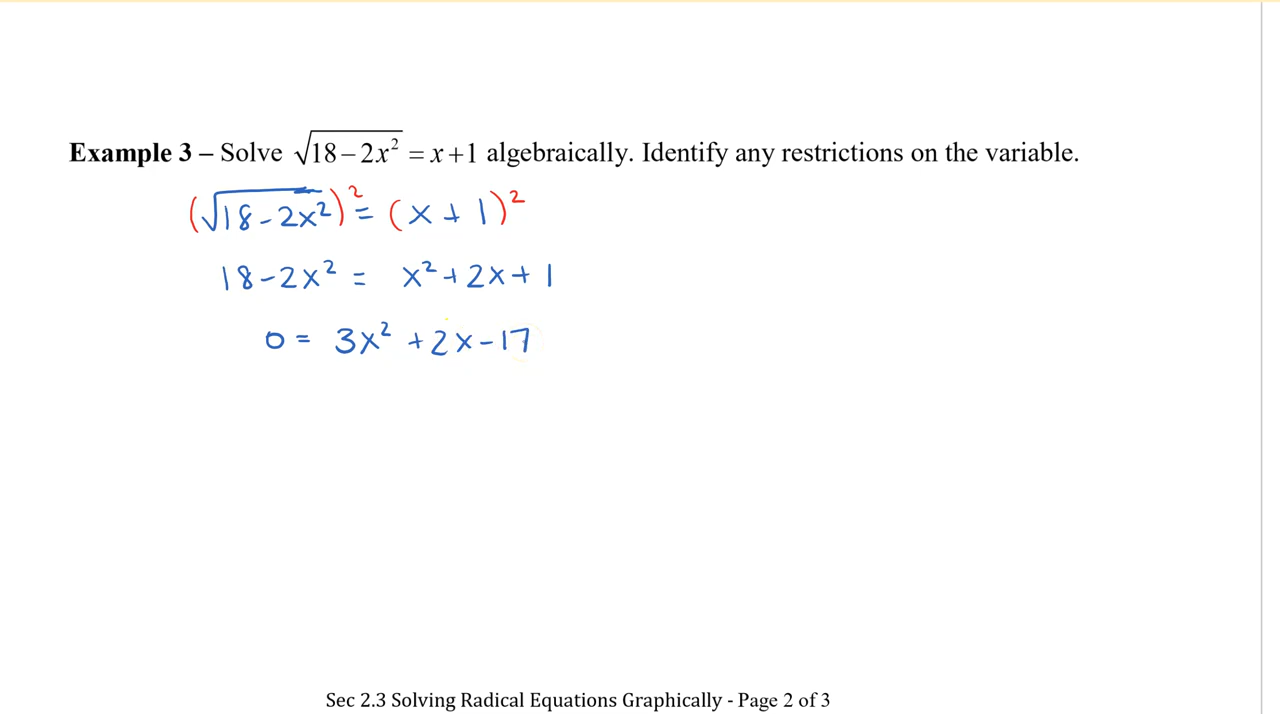 Example 3 – Solve √(18 – 2x²) = x + 1 algebraically. Identify any restrictions on the variable.
(√(18 - 2x²))² = (x + 1)²
18 - 2x² = x² + 2x + 1
0 = 3x² + 2x - 17
Sec 2.3 Solving Radical Equations Graphically - Page 2 of 3